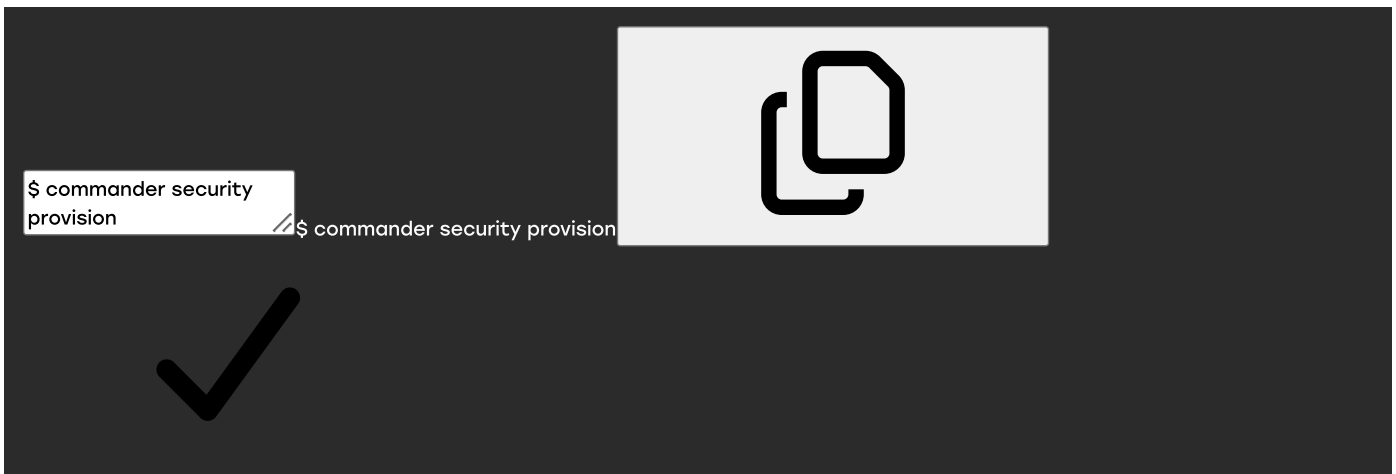 $ commander security
provision
$ commander security provision